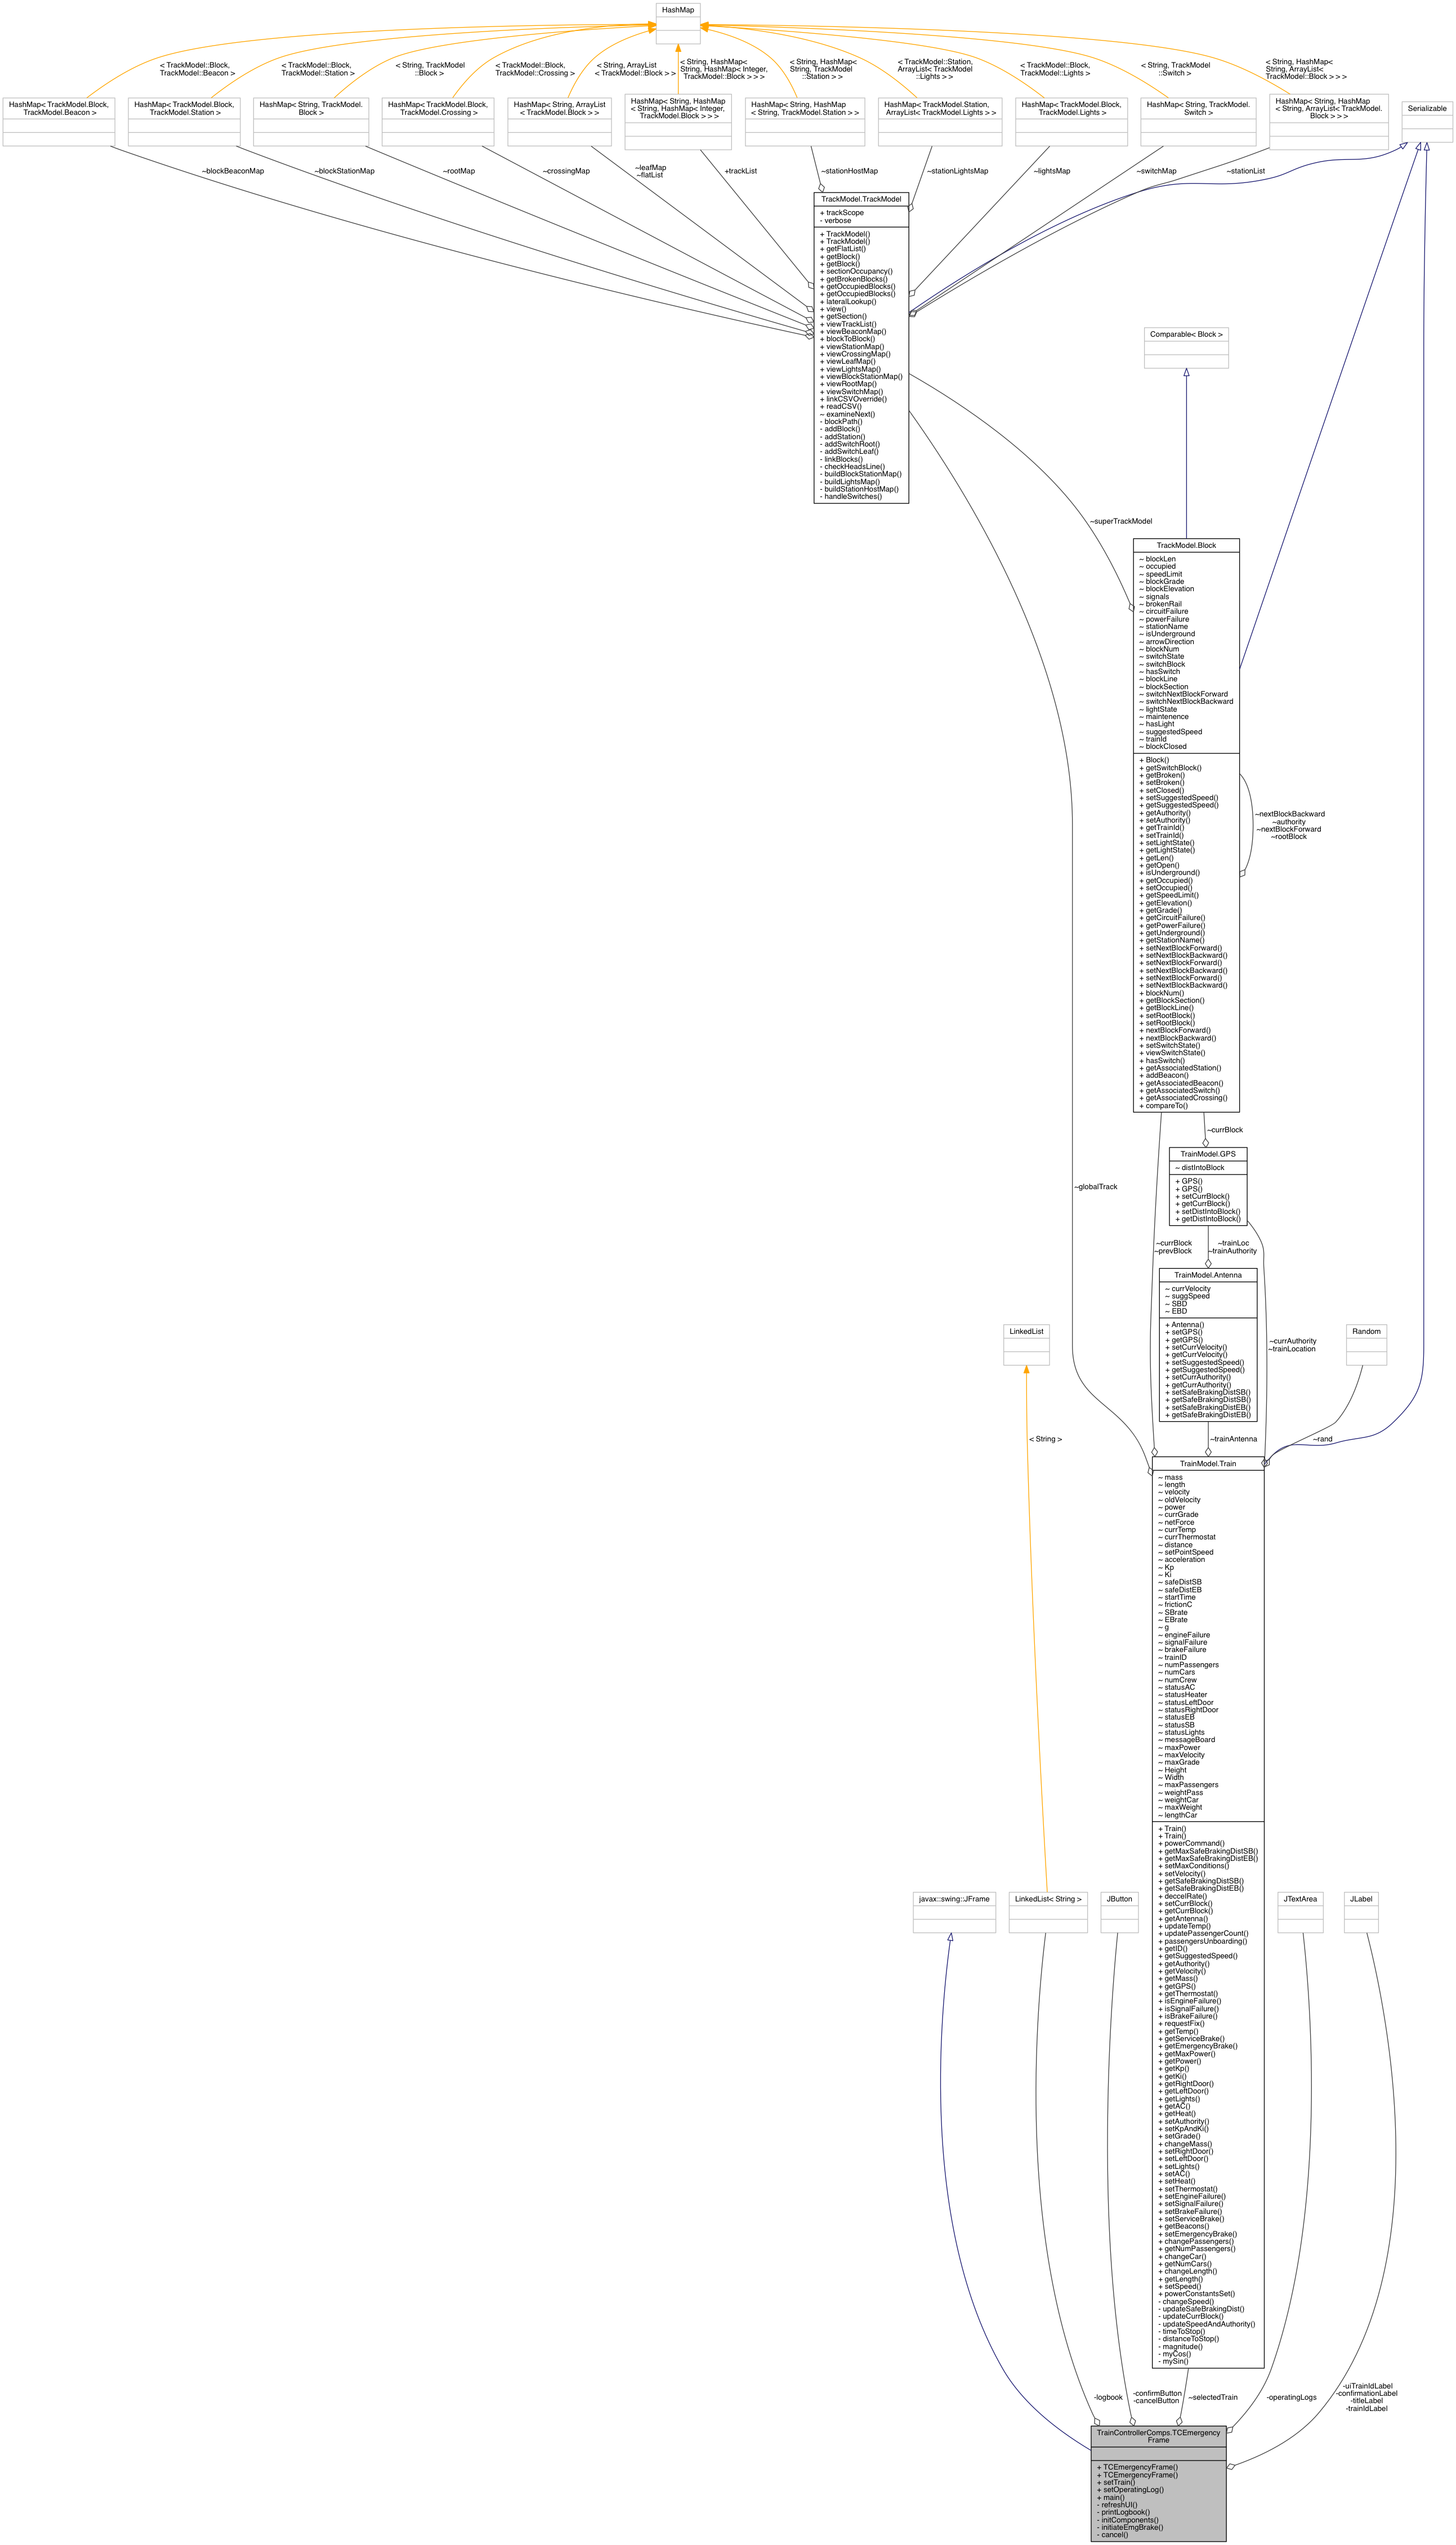 HashMap
< TrackModel::Block,
TrackModel::Beacon >
< TrackModel::Block,
TrackModel::Station >
< String, TrackModel
::Block >
< TrackModel::Block,
TrackModel::Crossing >
< String, ArrayList
< TrackModel::Block > >
< String, HashMap<
String, HashMap< Integer,
TrackModel::Block > > >
< String, HashMap<
String, TrackModel
::Station > >
< TrackModel::Station,
ArrayList< TrackModel
::Lights > >
< TrackModel::Block,
TrackModel::Lights >
< String, TrackModel
::Switch >
< String, HashMap<
String, ArrayList<
TrackModel::Block > > >
HashMap< TrackModel.Block,
TrackModel.Beacon >
HashMap< TrackModel.Block,
TrackModel.Station >
HashMap< String, TrackModel.
Block >
HashMap< TrackModel.Block,
TrackModel.Crossing >
HashMap< String, ArrayList
< TrackModel.Block > >
HashMap< String, HashMap
< String, HashMap< Integer,
TrackModel.Block > > >
HashMap< String, HashMap
< String, TrackModel.Station > >
HashMap< TrackModel.Station,
ArrayList< TrackModel.Lights > >
HashMap< TrackModel.Block,
TrackModel.Lights >
HashMap< String, TrackModel.
Switch >
HashMap< String, HashMap
< String, ArrayList< TrackModel.
Block > > >
Serializable
~blockBeaconMap
~blockStationMap
~rootMap
~crossingMap
~leafMap
~flatList
+trackList
~stationHostMap
~stationLightsMap
~lightsMap
~switchMap
~stationList
TrackModel.TrackModel
+ trackScope
- verbose
+ TrackModel()
+ TrackModel()
+ getFlatList()
+ getBlock()
+ getBlock()
+ sectionOccupancy()
+ getBrokenBlocks()
+ getOccupiedBlocks()
+ getOccupiedBlocks()
+ lateralLookup()
+ view()
+ getSection()
+ viewTrackList()
+ viewBeaconMap()
+ blockToBlock()
+ viewStationMap()
+ viewCrossingMap()
+ viewLeafMap()
+ viewLightsMap()
+ viewBlockStationMap()
+ viewRootMap()
+ viewSwitchMap()
+ linkCSVOverride()
+ readCSV()
~ examineNext()
- blockPath()
- addBlock()
- addStation()
- addSwitchRoot()
- addSwitchLeaf()
- linkBlocks()
- checkHeadsLine()
- buildBlockStationMap()
- buildLightsMap()
- buildStationHostMap()
- handleSwitches()
Comparable< Block >
~superTrackModel
TrackModel.Block
~ blockLen
~ occupied
~ speedLimit
~ blockGrade
~ blockElevation
~ signals
~ brokenRail
~ circuitFailure
~ powerFailure
~ stationName
~ isUnderground
~ arrowDirection
~ blockNum
~ switchState
~ switchBlock
~ hasSwitch
~ blockLine
~ blockSection
~ switchNextBlockForward
~ switchNextBlockBackward
~ lightState
~ maintenence
~ hasLight
~ suggestedSpeed
~ trainId
~ blockClosed
+ Block()
+ getSwitchBlock()
+ getBroken()
+ setBroken()
+ setClosed()
+ setSuggestedSpeed()
+ getSuggestedSpeed()
+ getAuthority()
+ setAuthority()
+ getTrainId()
+ setTrainId()
+ setLightState()
+ getLightState()
+ getLen()
+ getOpen()
+ isUnderground()
+ getOccupied()
+ setOccupied()
+ getSpeedLimit()
+ getElevation()
+ getGrade()
+ getCircuitFailure()
+ getPowerFailure()
+ getUnderground()
+ getStationName()
+ setNextBlockForward()
+ setNextBlockBackward()
+ setNextBlockForward()
+ setNextBlockBackward()
+ setNextBlockForward()
+ setNextBlockBackward()
+ blockNum()
+ getBlockSection()
+ getBlockLine()
+ setRootBlock()
+ setRootBlock()
+ nextBlockForward()
+ nextBlockBackward()
+ setSwitchState()
+ viewSwitchState()
+ hasSwitch()
+ getAssociatedStation()
+ addBeacon()
+ getAssociatedBeacon()
+ getAssociatedSwitch()
+ getAssociatedCrossing()
+ compareTo()
~nextBlockBackward
~authority
~nextBlockForward
~rootBlock
~currBlock
TrainModel.GPS
~ distIntoBlock
+ GPS()
+ GPS()
+ setCurrBlock()
+ getCurrBlock()
+ setDistIntoBlock()
+ getDistIntoBlock()
~globalTrack
~currBlock
~prevBlock
~trainLoc
~trainAuthority
TrainModel.Antenna
~ currVelocity
~ suggSpeed
~ SBD
~ EBD
+ Antenna()
+ setGPS()
+ getGPS()
+ setCurrVelocity()
+ getCurrVelocity()
+ setSuggestedSpeed()
+ getSuggestedSpeed()
+ setCurrAuthority()
+ getCurrAuthority()
+ setSafeBrakingDistSB()
+ getSafeBrakingDistSB()
+ setSafeBrakingDistEB()
+ getSafeBrakingDistEB()
~currAuthority
~trainLocation
LinkedList
Random
< String >
~trainAntenna
~rand
TrainModel.Train
~ mass
~ length
~ velocity
~ oldVelocity
~ power
~ currGrade
~ netForce
~ currTemp
~ currThermostat
~ distance
~ setPointSpeed
~ acceleration
~ Kp
~ Ki
~ safeDistSB
~ safeDistEB
~ startTime
~ frictionC
~ SBrate
~ EBrate
~ g
~ engineFailure
~ signalFailure
~ brakeFailure
~ trainID
~ numPassengers
~ numCars
~ numCrew
~ statusAC
~ statusHeater
~ statusLeftDoor
~ statusRightDoor
~ statusEB
~ statusSB
~ statusLights
~ messageBoard
~ maxPower
~ maxVelocity
~ maxGrade
~ Height
~ Width
~ maxPassengers
~ weightPass
~ weightCar
~ maxWeight
~ lengthCar
+ Train()
+ Train()
+ powerCommand()
+ getMaxSafeBrakingDistSB()
+ getMaxSafeBrakingDistEB()
+ setMaxConditions()
+ setVelocity()
+ getSafeBrakingDistSB()
+ getSafeBrakingDistEB()
+ deccelRate()
+ setCurrBlock()
+ getCurrBlock()
+ getAntenna()
+ updateTemp()
+ updatePassengerCount()
+ passengersUnboarding()
+ getID()
+ getSuggestedSpeed()
+ getAuthority()
+ getVelocity()
+ getMass()
+ getGPS()
+ getThermostat()
+ isEngineFailure()
+ isSignalFailure()
+ isBrakeFailure()
+ requestFix()
+ getTemp()
+ getServiceBrake()
+ getEmergencyBrake()
+ getMaxPower()
+ getPower()
+ getKp()
+ getKi()
+ getRightDoor()
+ getLeftDoor()
+ getLights()
+ getAC()
+ getHeat()
+ setAuthority()
+ setKpAndKi()
+ setGrade()
+ changeMass()
+ setRightDoor()
+ setLeftDoor()
+ setLights()
+ setAC()
+ setHeat()
+ setThermostat()
+ setEngineFailure()
+ setSignalFailure()
+ setBrakeFailure()
+ setServiceBrake()
+ getBeacons()
+ setEmergencyBrake()
+ changePassengers()
+ getNumPassengers()
+ changeCar()
+ getNumCars()
+ changeLength()
+ getLength()
+ setSpeed()
+ powerConstantsSet()
- changeSpeed()
- updateSafeBrakingDist()
- updateCurrBlock()
- updateSpeedAndAuthority()
- timeToStop()
- distanceToStop()
- magnitude()
- myCos()
- mySin()
javax::swing::JFrame
LinkedList< String >
JButton
JTextArea
JLabel
-logbook
-confirmButton
-cancelButton
~selectedTrain
-operatingLogs
-uiTrainIdLabel
-confirmationLabel
-titleLabel
-trainIdLabel
TrainControllerComps.TCEmergency
Frame
+ TCEmergencyFrame()
+ TCEmergencyFrame()
+ setTrain()
+ setOperatingLog()
+ main()
- refreshUI()
- printLogbook()
- initComponents()
- initiateEmgBrake()
- cancel()